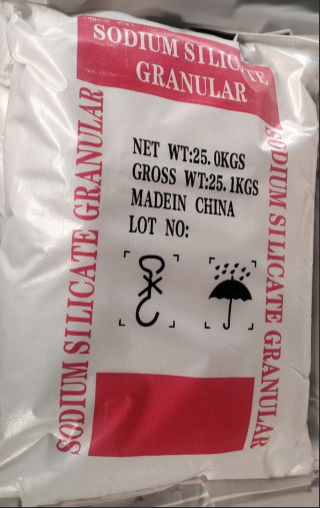 SODIUM SILICATE
GRANULAR
SODIUM SILICATE GRANULAR
NET WT:25.0KGS
GROSS WT:25.1KGS
MADEIN CHINA
LOT NO:
SODIUM SILICATE GRANULAR